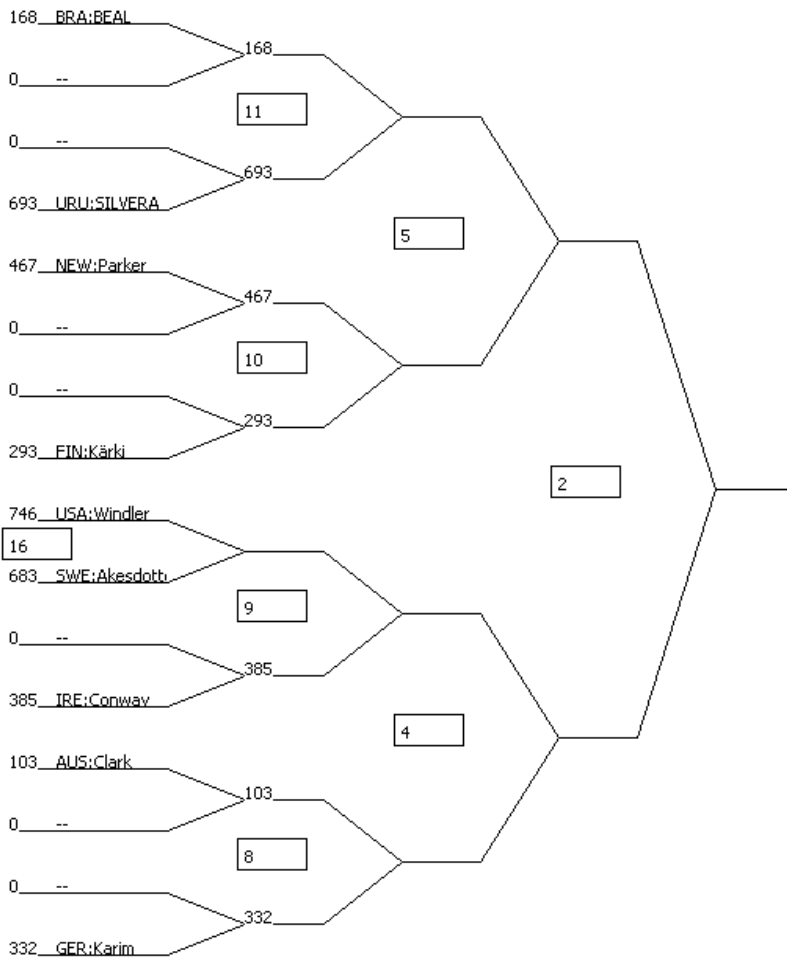 168 BRA:BEAL
168
0 --
11
0 --
693
693 URU:SILVERA
5
467 NEW:Parker
467
0 --
10
0 --
293
293 FIN:Kärki
2
746 USA:Windler
16
683 SWE:Akesdott
9
0 --
385
385 IRE:Conway
4
103 AUS:Clark
103
0 --
8
0 --
332
332 GER:Karim